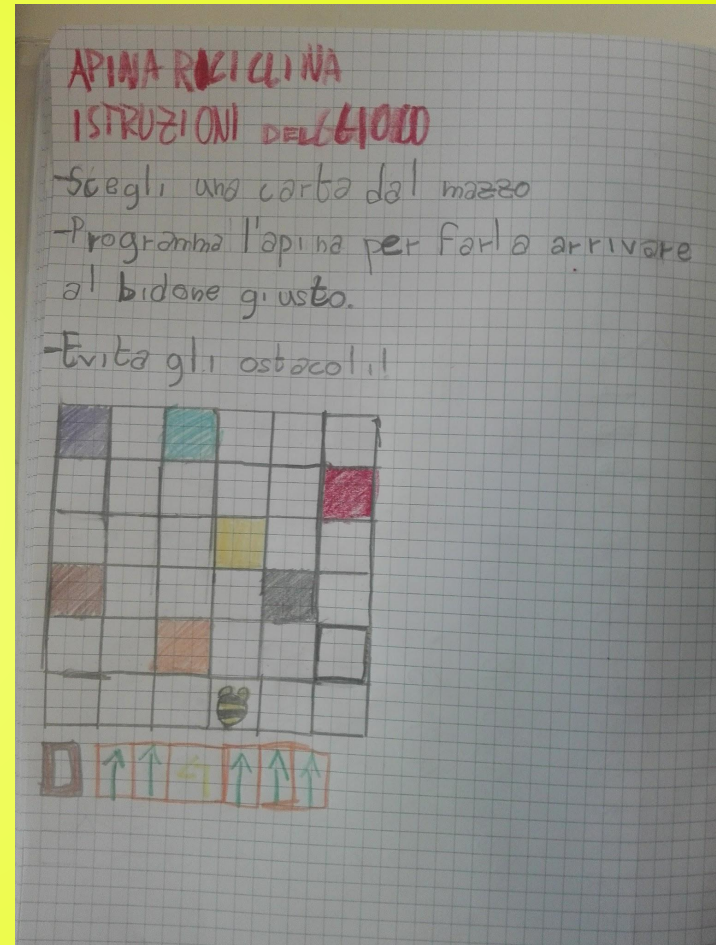 APINA RICICLINA
ISTRUZIONI DEL GIOCO
-Scegli una carta dal mazzo
-Programma l'apina per farla arrivare
al bidone giusto.
-Evita gli ostacoli!